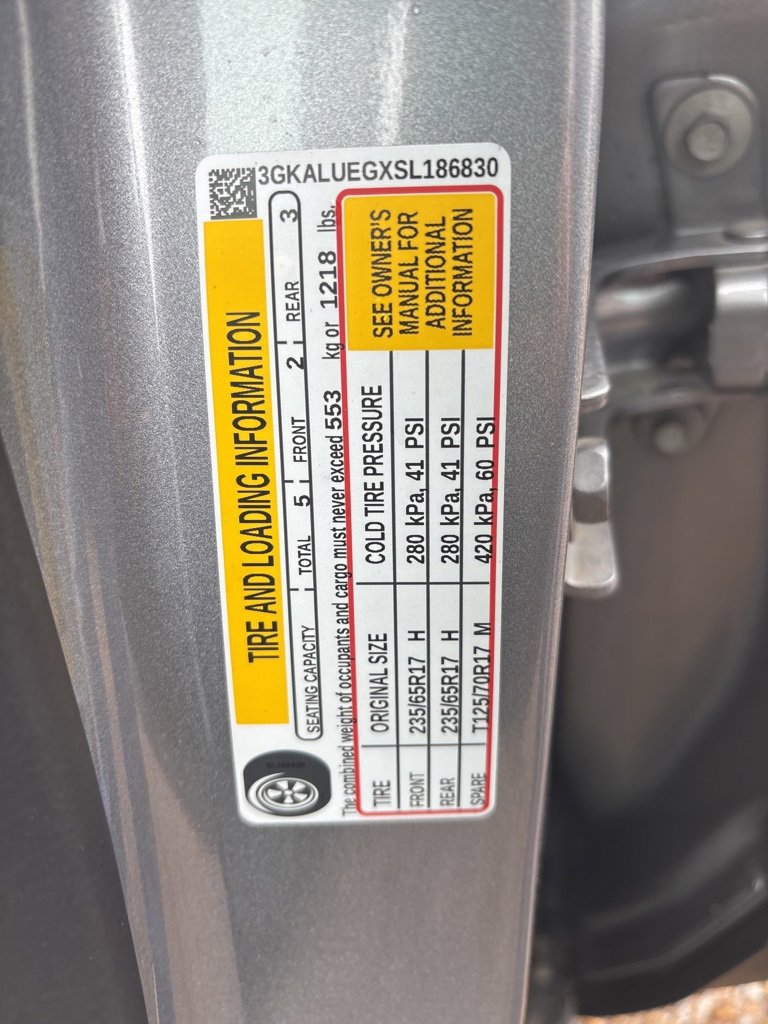 3GKALUEGXSL186830
TIRE AND LOADING INFORMATION
SEATING CAPACITY TOTAL 5 FRONT 2 REAR 3
The combined weight of occupants and cargo must never exceed 553 kg or 1218 lbs.
TIRE ORIGINAL SIZE COLD TIRE PRESSURE
FRONT 235/65R17 H 280 kPa, 41 PSI
REAR 235/65R17 H 280 kPa, 41 PSI
SPARE T125/70R17 M 420 kPa, 60 PSI
SEE OWNER'S
MANUAL FOR
ADDITIONAL
INFORMATION